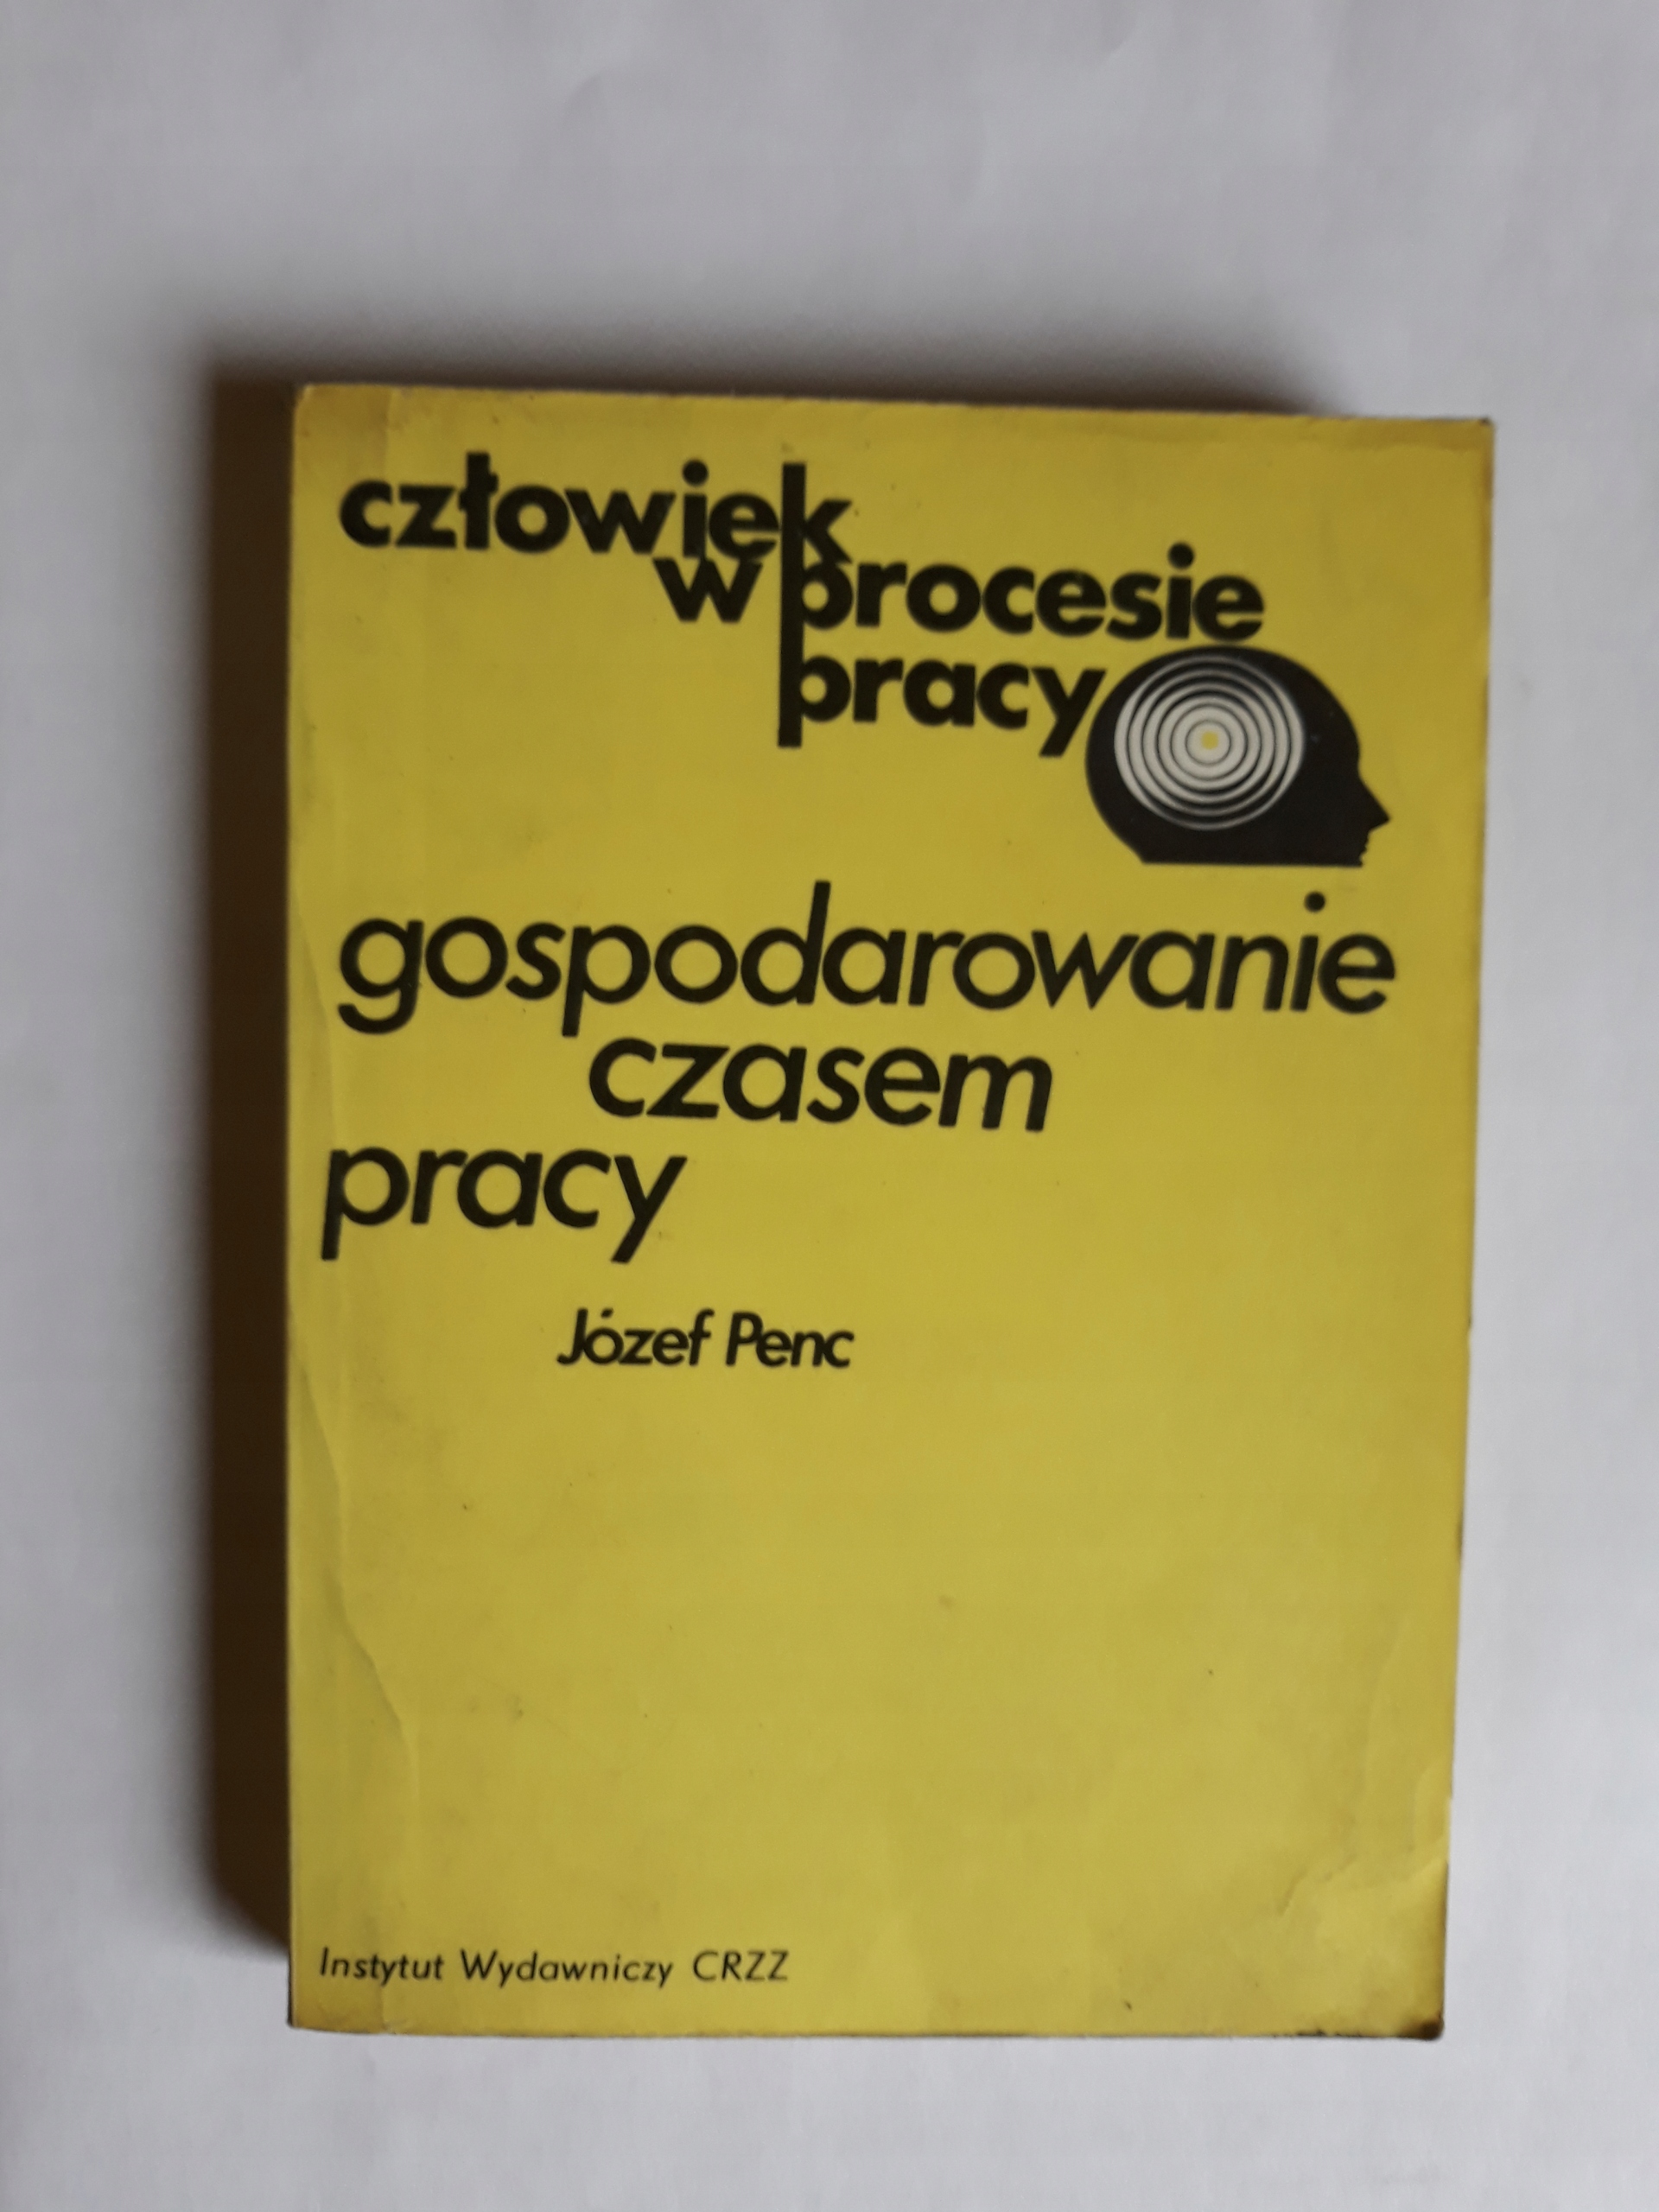 człowiek
w procesie
pracy
gospodarowanie
czasem
pracy
Józef Penc
Instytut Wydawniczy CRZZ